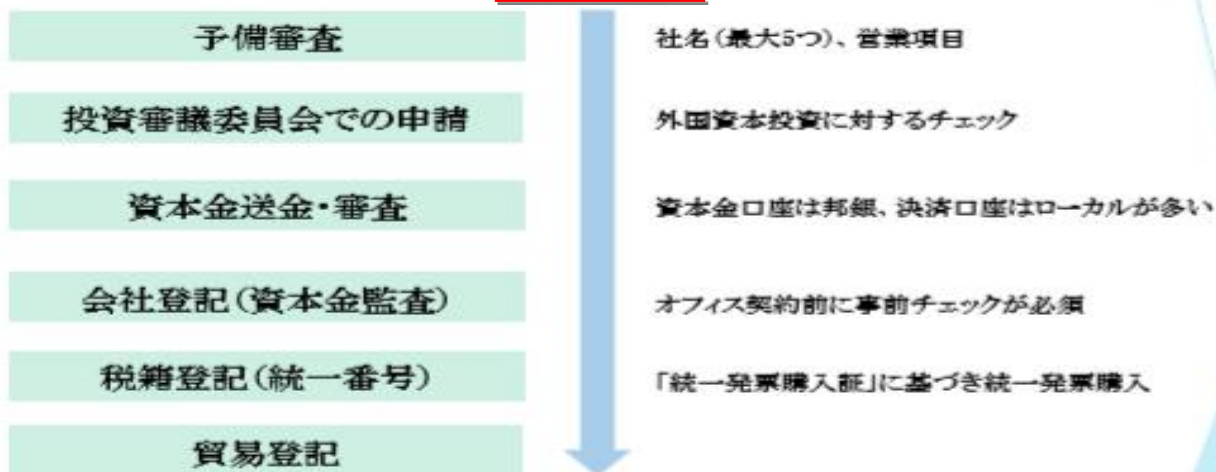 予備審査
社名(最大5つ)、営業項目
投資審議委員会での申請
外国資本投資に対するチェック
資本金送金・審査
資本金口座は邦銀、決済口座はローカルが多い
会社登記(資本金監査)
オフィス契約前に事前チェックが必須
税籍登記(統一番号)
「統一発票購入証」に基づき統一発票購入
貿易登記